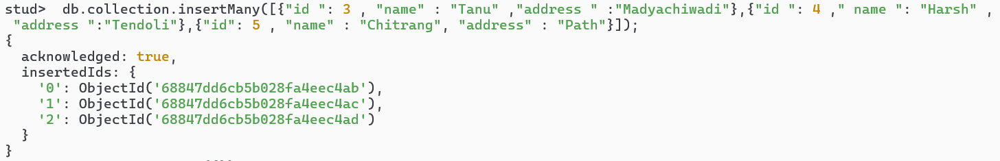 stud>  db.collection.insertMany([{"id ": 3 , "name" : "Tanu" ,"address " :"Madyachiwadi"},{"id ": 4 ," name ": "Harsh" ,
 "address ":"Tendoli"},{"id": 5 , "name" : "Chitrang", "address" : "Path"}]);
{
  acknowledged: true,
  insertedIds: {
    '0': ObjectId('68847dd6cb5b028fa4eec4ab'),
    '1': ObjectId('68847dd6cb5b028fa4eec4ac'),
    '2': ObjectId('68847dd6cb5b028fa4eec4ad')
  }
}